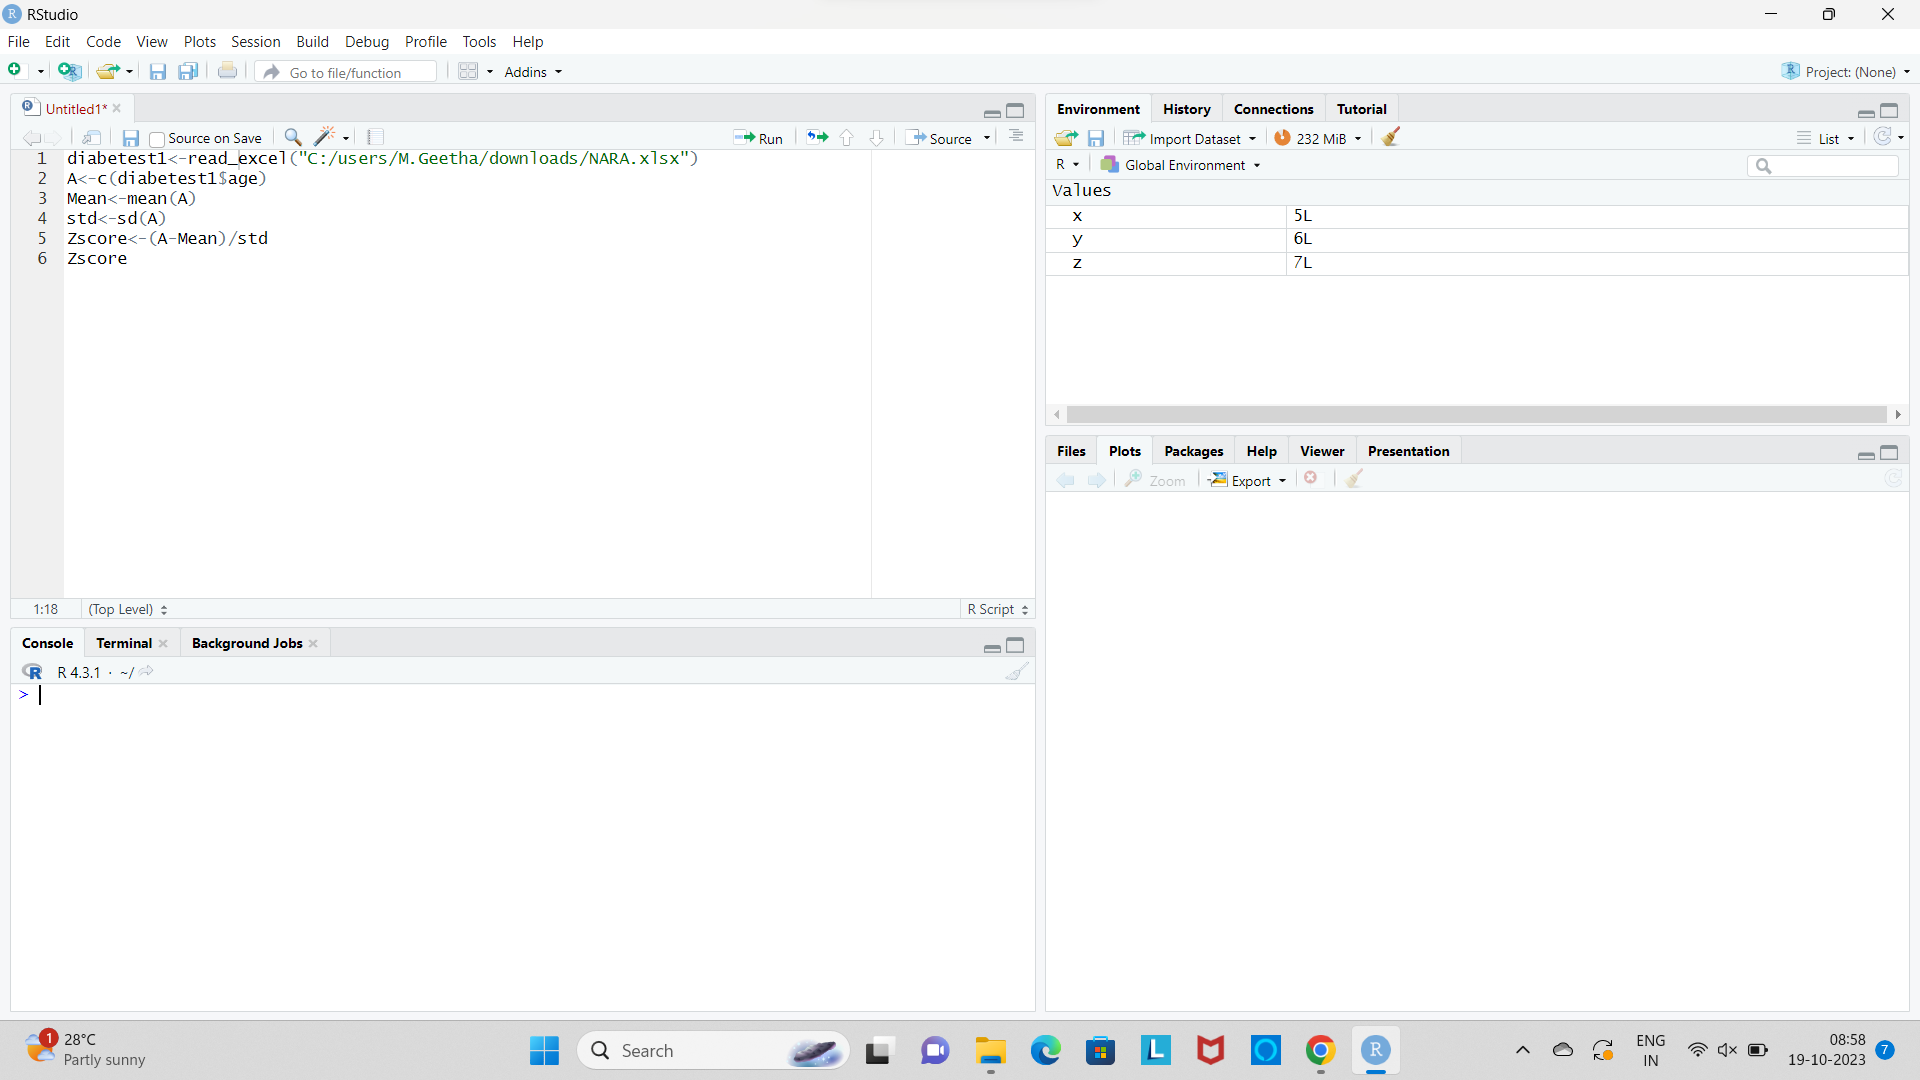 RStudio
File Edit Code View Plots Session Build Debug Profile Tools Help
Go to file/function Addins Project: (None)
Untitled1*
Source on Save Run Source
1 diabetest1<-read_excel("C:/users/M.Geetha/downloads/NARA.xlsx")
2 A<-c(diabetest1$age)
3 Mean<-mean(A)
4 std<-sd(A)
5 Zscore<-(A-Mean)/std
6 Zscore
1:18 (Top Level) R Script
Console Terminal Background Jobs
R 4.3.1 · ~/
>
Environment History Connections Tutorial
Import Dataset 232 MiB List
R Global Environment
Values
x 5L
y 6L
z 7L
Files Plots Packages Help Viewer Presentation
Zoom Export
1 28°C
Partly sunny
Search
L
R
ENG
IN
08:58
19-10-2023
7